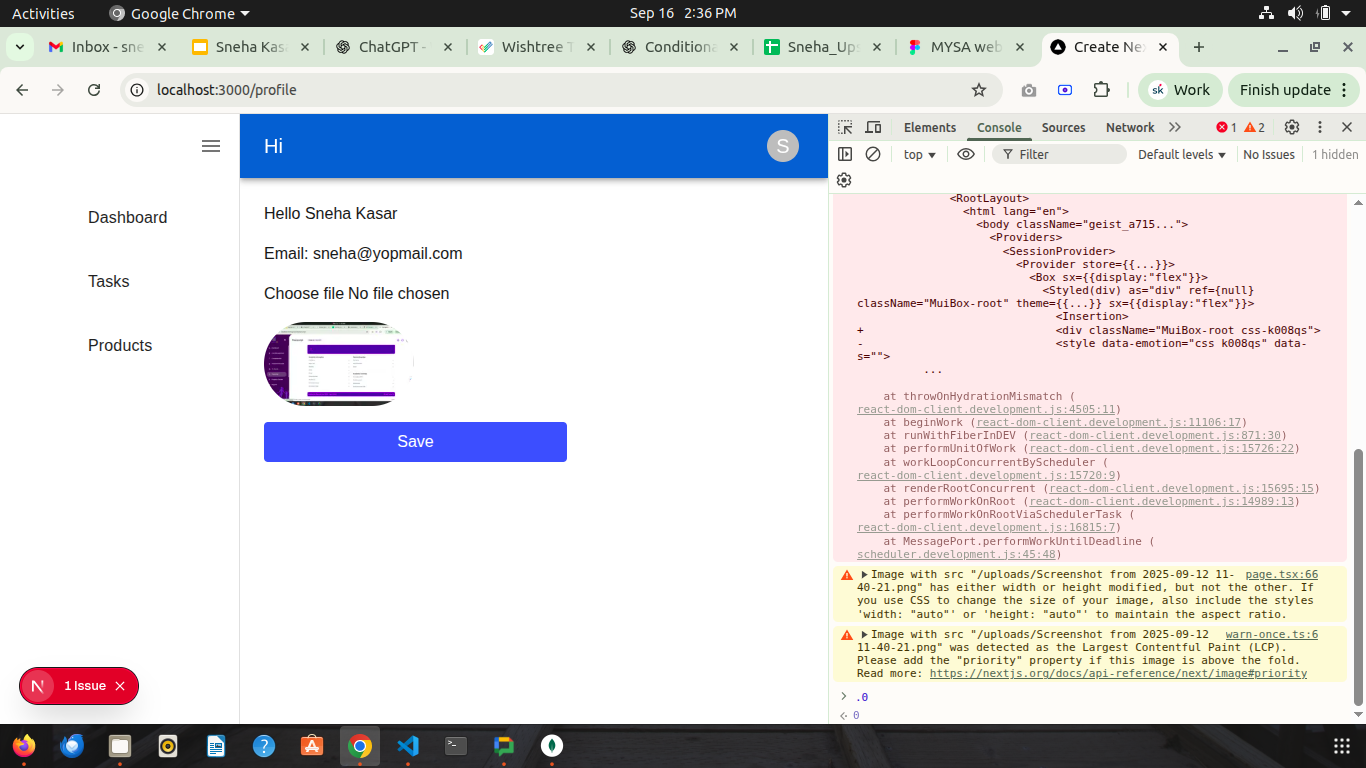 Activities
Google Chrome
Sep 16 2:36 PM
Inbox - sne
Sneha Kas
ChatGPT -
Wishtree T
Conditiona
Sneha_Ups
MYSA web
Create Ne
localhost:3000/profile
sk
Work
Finish update
Hi
S
Dashboard
Tasks
Products
Hello Sneha Kasar
Email: sneha@yopmail.com
Choose file No file chosen
Save
N
1 Issue
Elements
Console
Sources
Network
1
2
top
Filter
Default levels
No Issues
1 hidden
<RootLayout>
<html lang="en">
<body className="geist_a715...">
<Providers>
<SessionProvider>
<Provider store={{...}}>
<Box sx={{display:"flex"}}>
<Styled(div) as="div" ref={null}
className="MuiBox-root" theme={{...}} sx={{display:"flex"}}>
<Insertion>
+ <div className="MuiBox-root css-k008qs">
- <style data-emotion="css k008qs" data-
s="">
...
at throwOnHydrationMismatch (
react-dom-client.development.js:4505:11)
at beginWork (react-dom-client.development.js:11106:17)
at runWithFiberInDEV (react-dom-client.development.js:871:30)
at performUnitOfWork (react-dom-client.development.js:15726:22)
at workLoopConcurrentByScheduler (
react-dom-client.development.js:15720:9)
at renderRootConcurrent (react-dom-client.development.js:15695:15)
at performWorkOnRoot (react-dom-client.development.js:14989:13)
at performWorkOnRootViaSchedulerTask (
react-dom-client.development.js:16815:7)
at MessagePort.performWorkUntilDeadline (
scheduler.development.js:45:48)
Image with src "/uploads/Screenshot from 2025-09-12 11- page.tsx:66
40-21.png" has either width or height modified, but not the other. If
you use CSS to change the size of your image, also include the styles
'width: "auto"' or 'height: "auto"' to maintain the aspect ratio.
Image with src "/uploads/Screenshot from 2025-09-12 warn-once.ts:6
11-40-21.png" was detected as the Largest Contentful Paint (LCP).
Please add the "priority" property if this image is above the fold.
Read more: https://nextjs.org/docs/api-reference/next/image#priority
.0
0